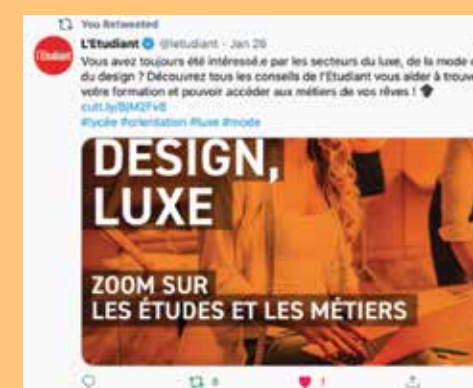 You Retweeted
L'Etudiant @letudiant · Jan 26
Vous avez toujours été intéressé.e par les secteurs du luxe, de la mode
du design ? Découvrez tous les conseils de l'Etudiant vous aider à
votre formation et pouvoir accéder aux métiers de vos rêves !
#lycée #orientation #luxe #mode
DESIGN,
LUXE
ZOOM SUR
LES ÉTUDES ET LES MÉTIERS
8
1